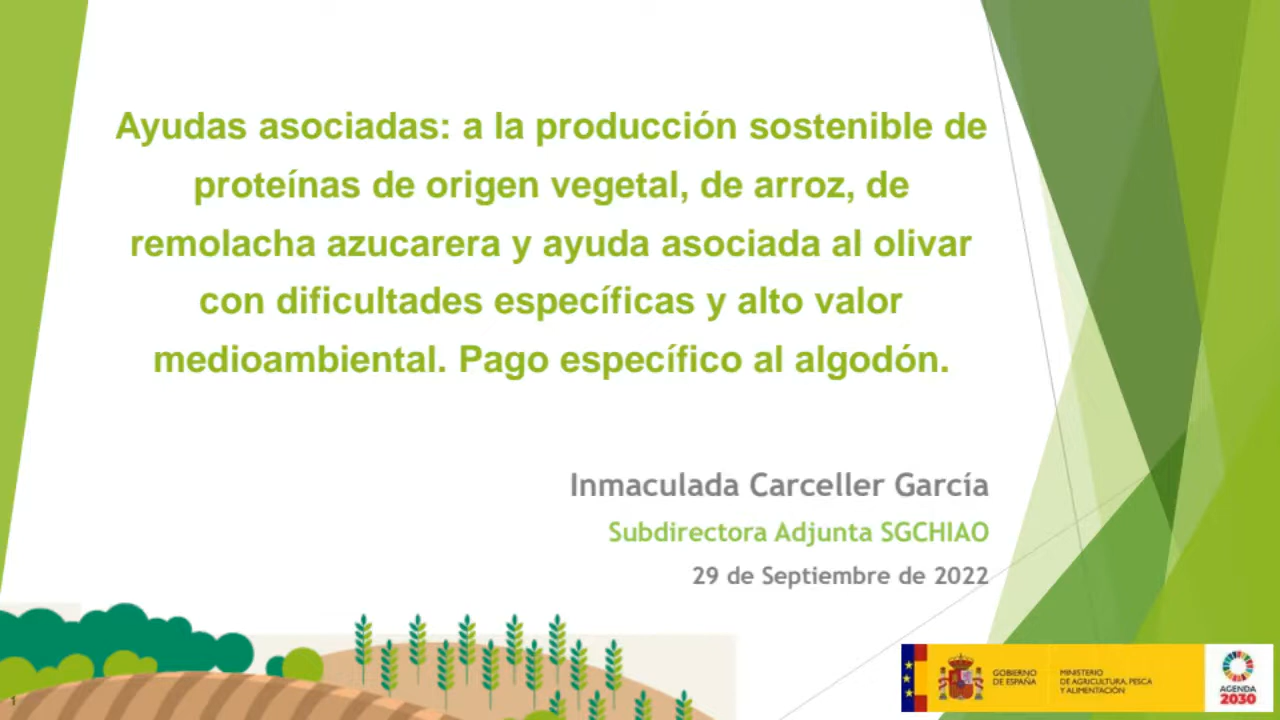 Ayudas asociadas: a la producción sostenible de
proteínas de origen vegetal, de arroz, de
remolacha azucarera y ayuda asociada al olivar
con dificultades específicas y alto valor
medioambiental. Pago específico al algodón.
Inmaculada Carceller García
Subdirectora Adjunta SGCHIAO
29 de Septiembre de 2022
GOBIERNO
DE ESPAÑA
MINISTERIO
DE AGRICULTURA, PESCA
Y ALIMENTACIÓN
AGENDA
2030
1